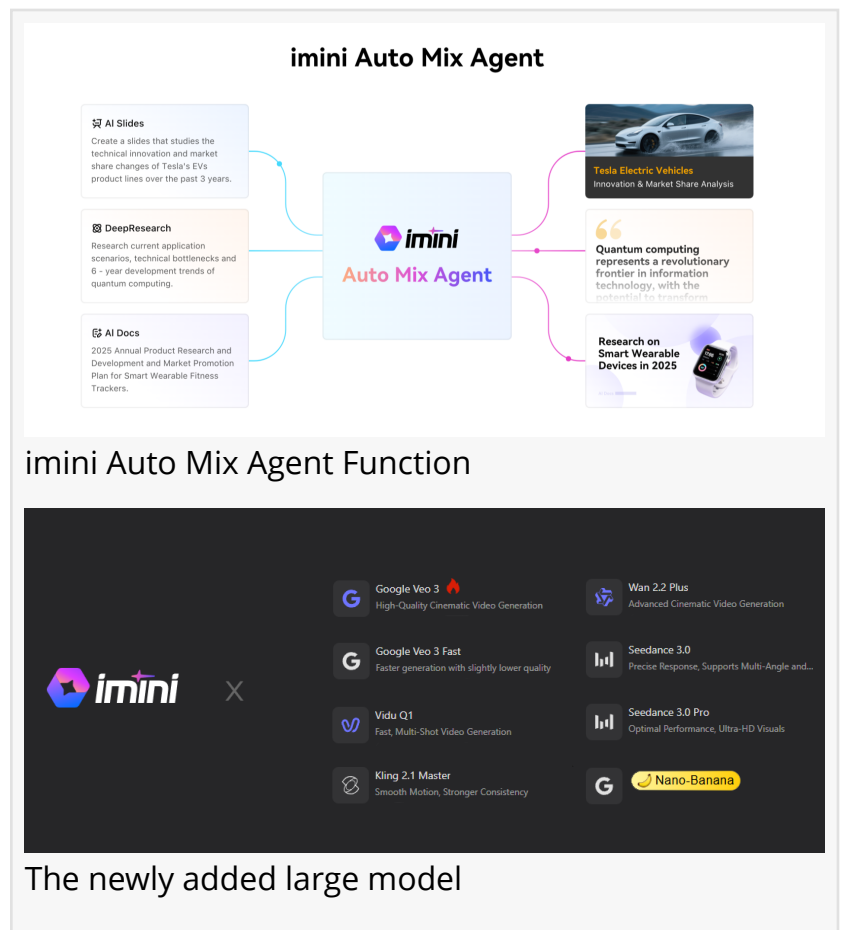 imini Auto Mix Agent
AI Slides
Create a slides that studies the
technical innovation and market
share changes of Tesla's EVs
product lines over the past 3 years.
DeepResearch
Research current application
scenarios, technical bottlenecks and
6 - year development trends of
quantum computing.
AI Docs
2025 Annual Product Research and
Development and Market Promotion
Plan for Smart Wearable Fitness
Trackers.
imini
Auto Mix Agent
Tesla Electric Vehicles
Innovation & Market Share Analysis
Quantum computing
represents a revolutionary
frontier in information
technology, with the
potential to transform
Research on
Smart Wearable
Devices in 2025
imini Auto Mix Agent Function
imini
X
Google Veo 3
High-Quality Cinematic Video Generation
Google Veo 3 Fast
Faster generation with slightly lower quality
Vidu Q1
Fast, Multi-Shot Video Generation
Kling 2.1 Master
Smooth Motion, Stronger Consistency
Wan 2.2 Plus
Advanced Cinematic Video Generation
Seedance 3.0
Precise Response, Supports Multi-Angle and...
Seedance 3.0 Pro
Optimal Performance, Ultra-HD Visuals
Nano-Banana
The newly added large model